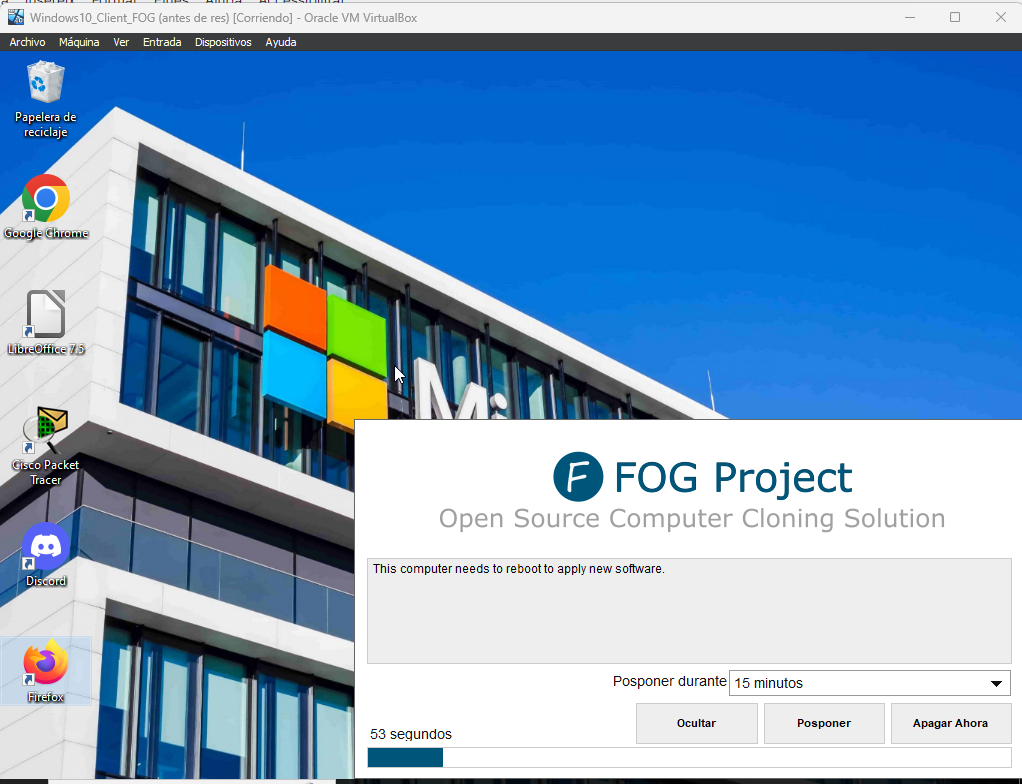 Windows10_Client_FOG (antes de res) [Corriendo] - Oracle VM VirtualBox
Archivo Máquina Ver Entrada Dispositivos Ayuda
Papelera de
reciclaje
Google Chrome
LibreOffice 7.5
Cisco Packet
Tracer
Discord
Firefox
Mi
FOG Project
Open Source Computer Cloning Solution
This computer needs to reboot to apply new software.
Posponer durante 15 minutos
Ocultar Posponer Apagar Ahora
53 segundos